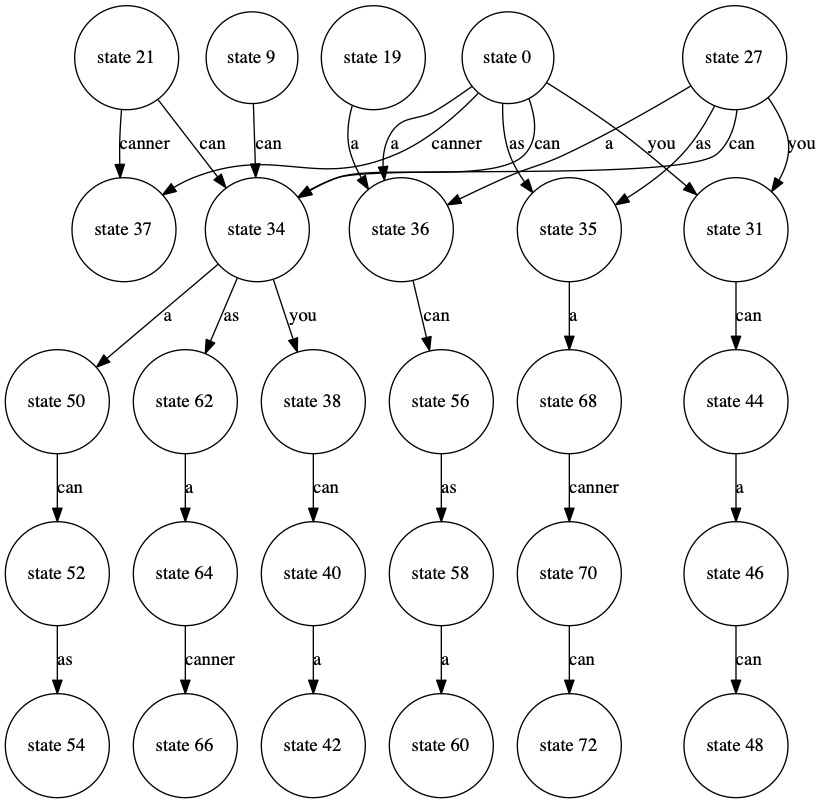 state 21 state 9 state 19 state 0 state 27
canner can can a a canner as can a you as can you
state 37 state 34 state 36 state 35 state 31
a as you can a can
state 50 state 62 state 38 state 56 state 68 state 44
can a can as canner a
state 52 state 64 state 40 state 58 state 70 state 46
as canner a a can can
state 54 state 66 state 42 state 60 state 72 state 48